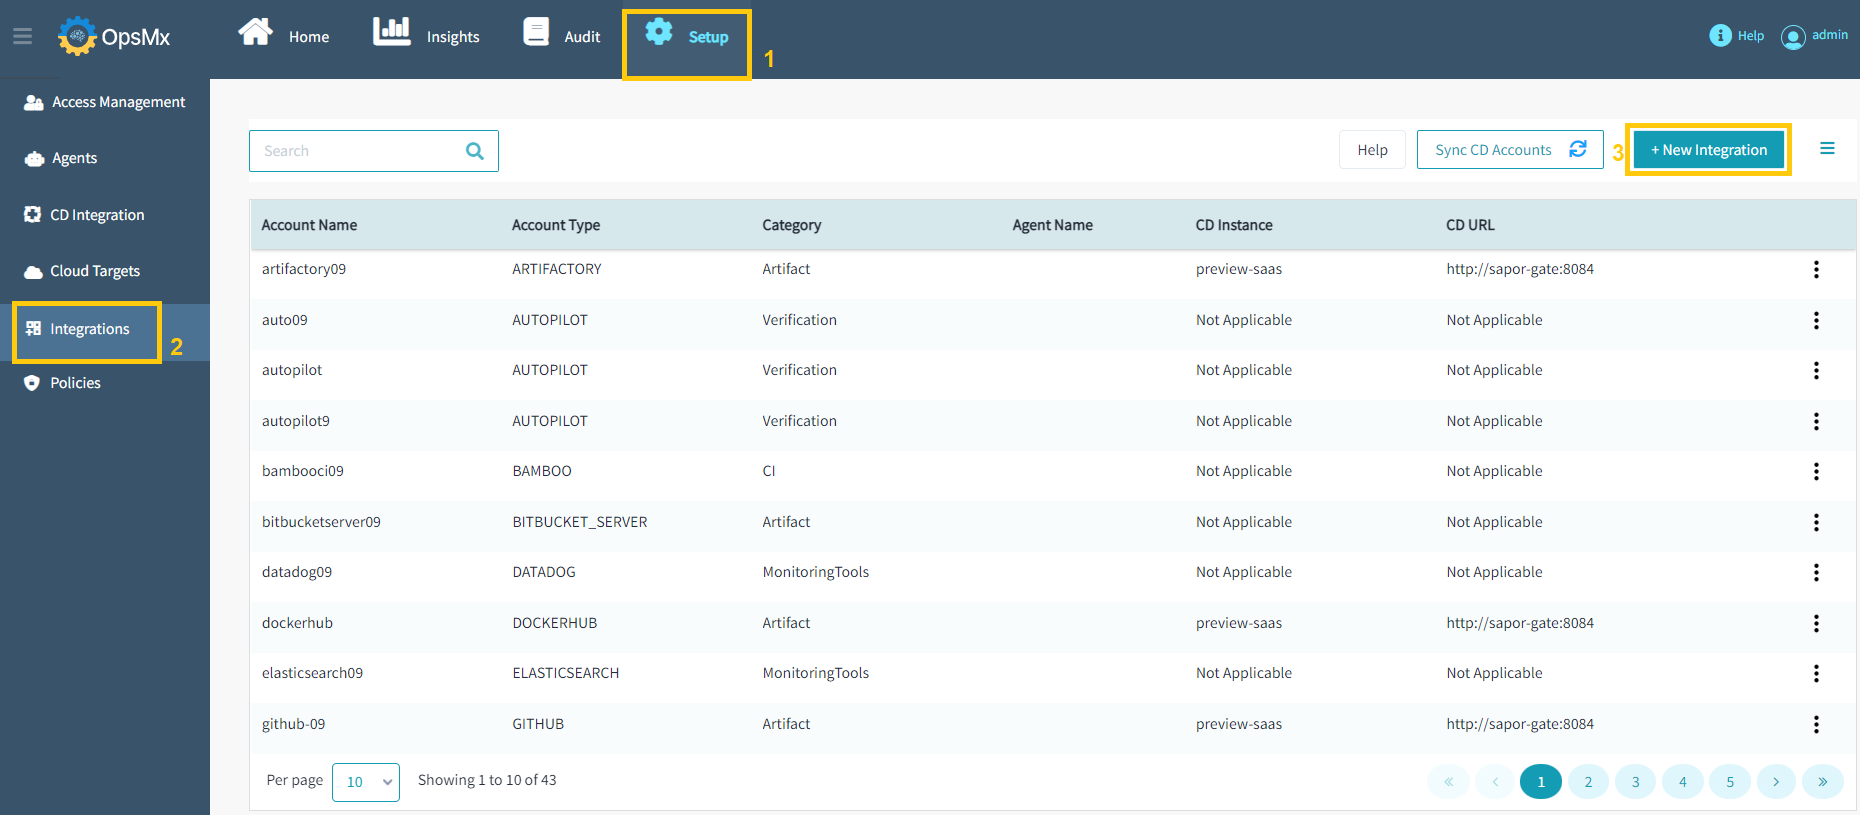 OpsMx
Home
Insights
Audit
Setup
1
Help
admin
Access Management
Agents
CD Integration
Cloud Targets
Integrations
2
Policies
Search
Help
Sync CD Accounts
3
+ New Integration
Account Name Account Type Category Agent Name CD Instance CD URL
artifactory09 ARTIFACTORY Artifact preview-saas http://sapor-gate:8084
auto09 AUTOPILOT Verification Not Applicable Not Applicable
autopilot AUTOPILOT Verification Not Applicable Not Applicable
autopilot9 AUTOPILOT Verification Not Applicable Not Applicable
bambooci09 BAMBOO CI Not Applicable Not Applicable
bitbucketserver09 BITBUCKET_SERVER Artifact Not Applicable Not Applicable
datadog09 DATADOG MonitoringTools Not Applicable Not Applicable
dockerhub DOCKERHUB Artifact preview-saas http://sapor-gate:8084
elasticsearch09 ELASTICSEARCH MonitoringTools Not Applicable Not Applicable
github-09 GITHUB Artifact preview-saas http://sapor-gate:8084
Per page 10 Showing 1 to 10 of 43
« ‹ 1 2 3 4 5 › »